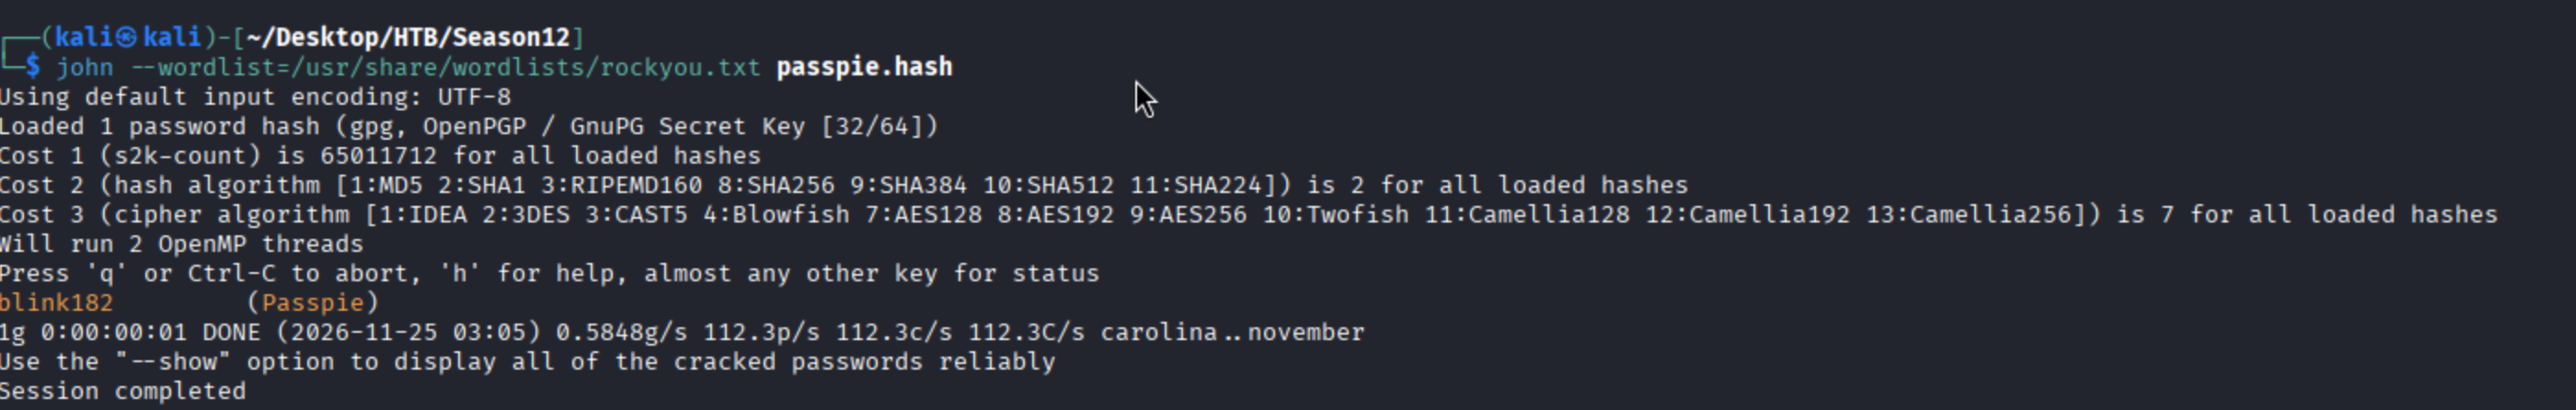 ┌──(kali㉿kali)-[~/Desktop/HTB/Season12]
└─$ john --wordlist=/usr/share/wordlists/rockyou.txt passpie.hash
Using default input encoding: UTF-8
Loaded 1 password hash (gpg, OpenPGP / GnuPG Secret Key [32/64])
Cost 1 (s2k-count) is 65011712 for all loaded hashes
Cost 2 (hash algorithm [1:MD5 2:SHA1 3:RIPEMD160 8:SHA256 9:SHA384 10:SHA512 11:SHA224]) is 2 for all loaded hashes
Cost 3 (cipher algorithm [1:IDEA 2:3DES 3:CAST5 4:Blowfish 7:AES128 8:AES192 9:AES256 10:Twofish 11:Camellia128 12:Camellia192 13:Camellia256]) is 7 for all loaded hashes
Will run 2 OpenMP threads
Press 'q' or Ctrl-C to abort, 'h' for help, almost any other key for status
blink182         (Passpie)
1g 0:00:00:01 DONE (2026-11-25 03:05) 0.5848g/s 112.3p/s 112.3c/s 112.3C/s carolina..november
Use the "--show" option to display all of the cracked passwords reliably
Session completed